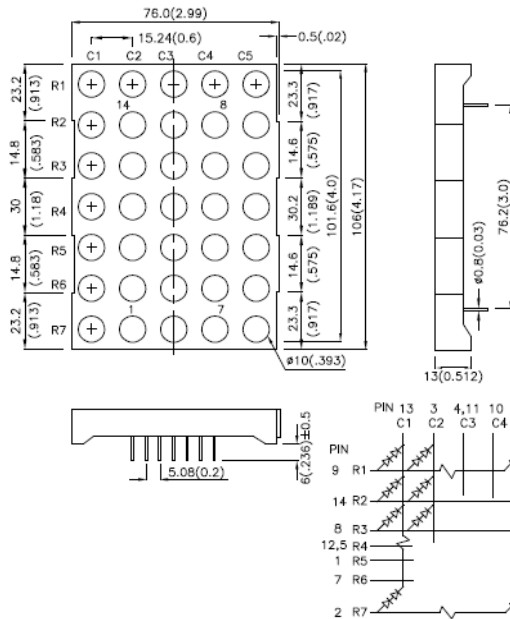 76.0(2.99)
15.24(0.6)
0.5(.02)
C1 C2 C3 C4 C5
R1
R2
R3
R4
R5
R6
R7
14 8
1 7
23.2
(.913)
14.8
(.583)
30
(1.18)
14.8
(.583)
23.2
(.913)
23.3
(.917)
14.6
(.575)
30.2
(1.189)
14.6
(.575)
23.3
(.917)
101.6(4.0)
106(4.17)
ø10(.393)
76.2(3.0)
ø0.8(0.03)
13(0.512)
5.08(0.2)
6(.236)±0.5
PIN 13 3 4,11 10
C1 C2 C3 C4
PIN
9 R1
14 R2
8 R3
12,5 R4
1 R5
7 R6
2 R7